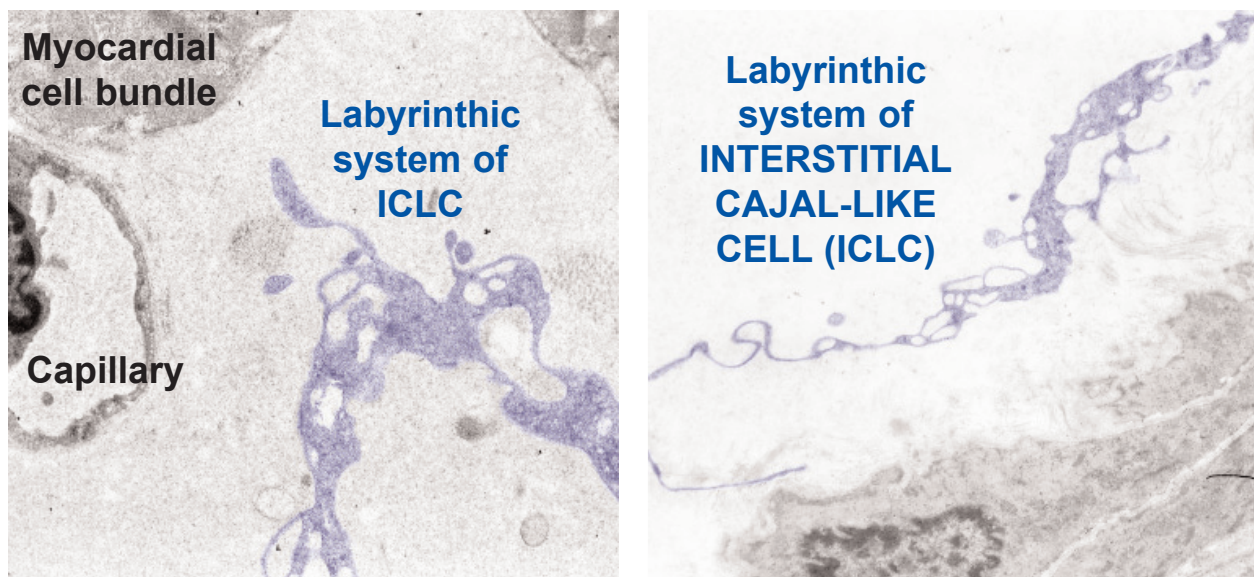 Myocardial
cell bundle
Labyrinthic
system of
ICLC
Capillary
Labyrinthic
system of
INTERSTITIAL
CAJAL-LIKE
CELL (ICLC)